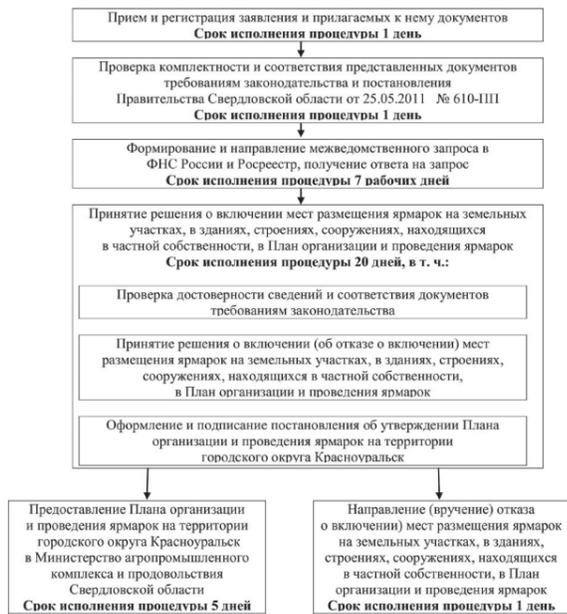 Прием и регистрация заявления и прилагаемых к нему документов
Срок исполнения процедуры 1 день
Проверка комплектности и соответствия представленных документов
требованиям законодательства и постановления
Правительства Свердловской области от 25.05.2011 № 610-ПП
Срок исполнения процедуры 1 день
Формирование и направление межведомственного запроса в
ФНС России и Росреестр, получение ответа на запрос
Срок исполнения процедуры 7 рабочих дней
Принятие решения о включении мест размещения ярмарок на земельных
участках, в зданиях, строениях, сооружениях, находящихся
в частной собственности, в План организации и проведения ярмарок
Срок исполнения процедуры 20 дней, в т. ч.:
Проверка достоверности сведений и соответствия документов
требованиям законодательства
Принятие решения о включении (об отказе о включении) мест
размещения ярмарок на земельных участках, в зданиях, строениях,
сооружениях, находящихся в частной собственности,
в План организации и проведения ярмарок
Оформление и подписание постановления об утверждении Плана
организации и проведения ярмарок на территории
городского округа Красноуральск
Предоставление Плана организации
и проведения ярмарок на территории
городского округа Красноуральск
в Министерство агропромышленного
комплекса и продовольствия
Свердловской области
Срок исполнения процедуры 5 дней
Направление (вручение) отказа
о включении) мест размещения ярмарок
на земельных участках, в зданиях,
строениях, сооружениях, находящихся
в частной собственности, в План
организации и проведения ярмарок
Срок исполнения процедуры 1 день